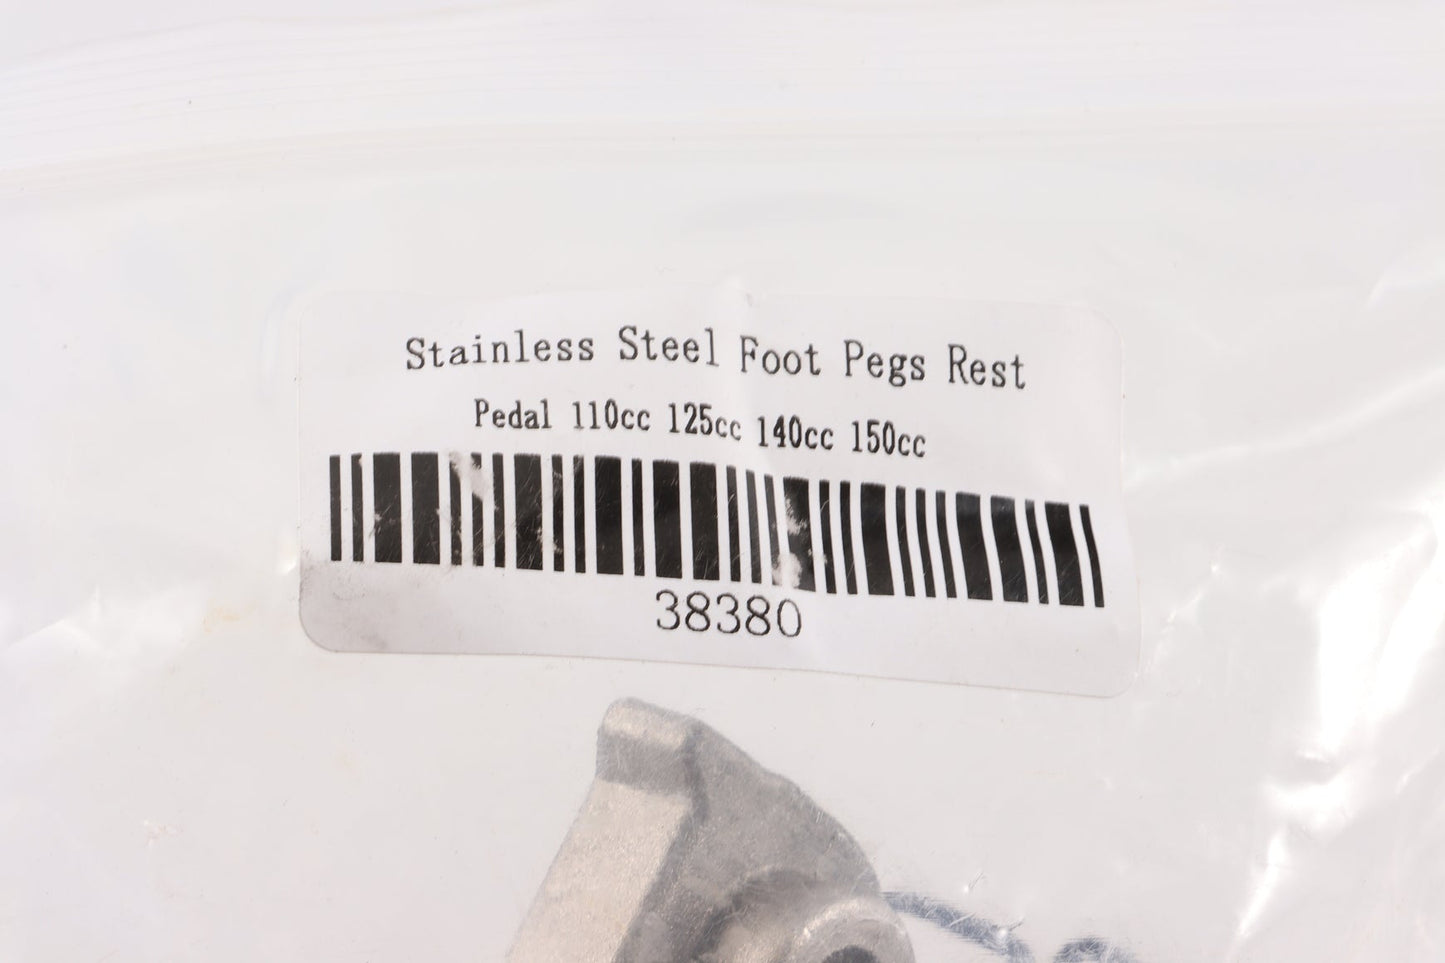 Stainless Steel Foot Pegs Rest
Pedal 110cc 125cc 140cc 150cc
38380